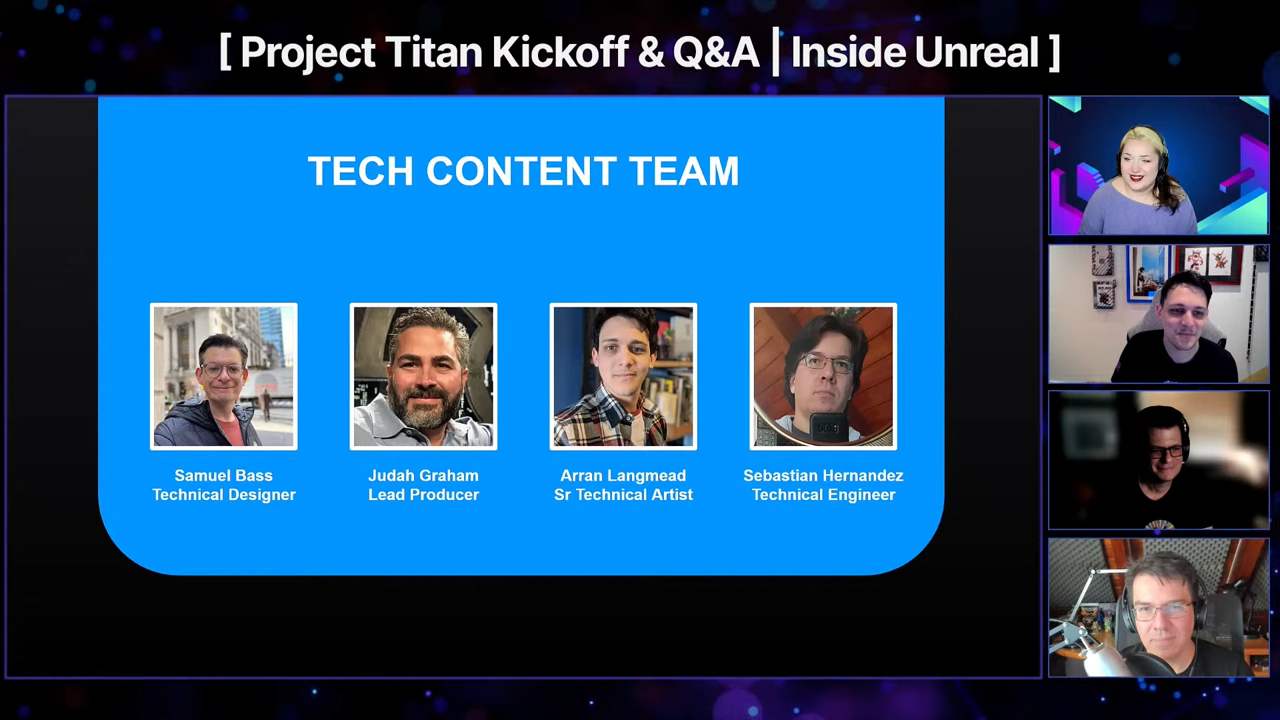 [ Project Titan Kickoff & Q&A | Inside Unreal ]
TECH CONTENT TEAM
Samuel Bass
Technical Designer
Judah Graham
Lead Producer
Arran Langmead
Sr Technical Artist
Sebastian Hernandez
Technical Engineer